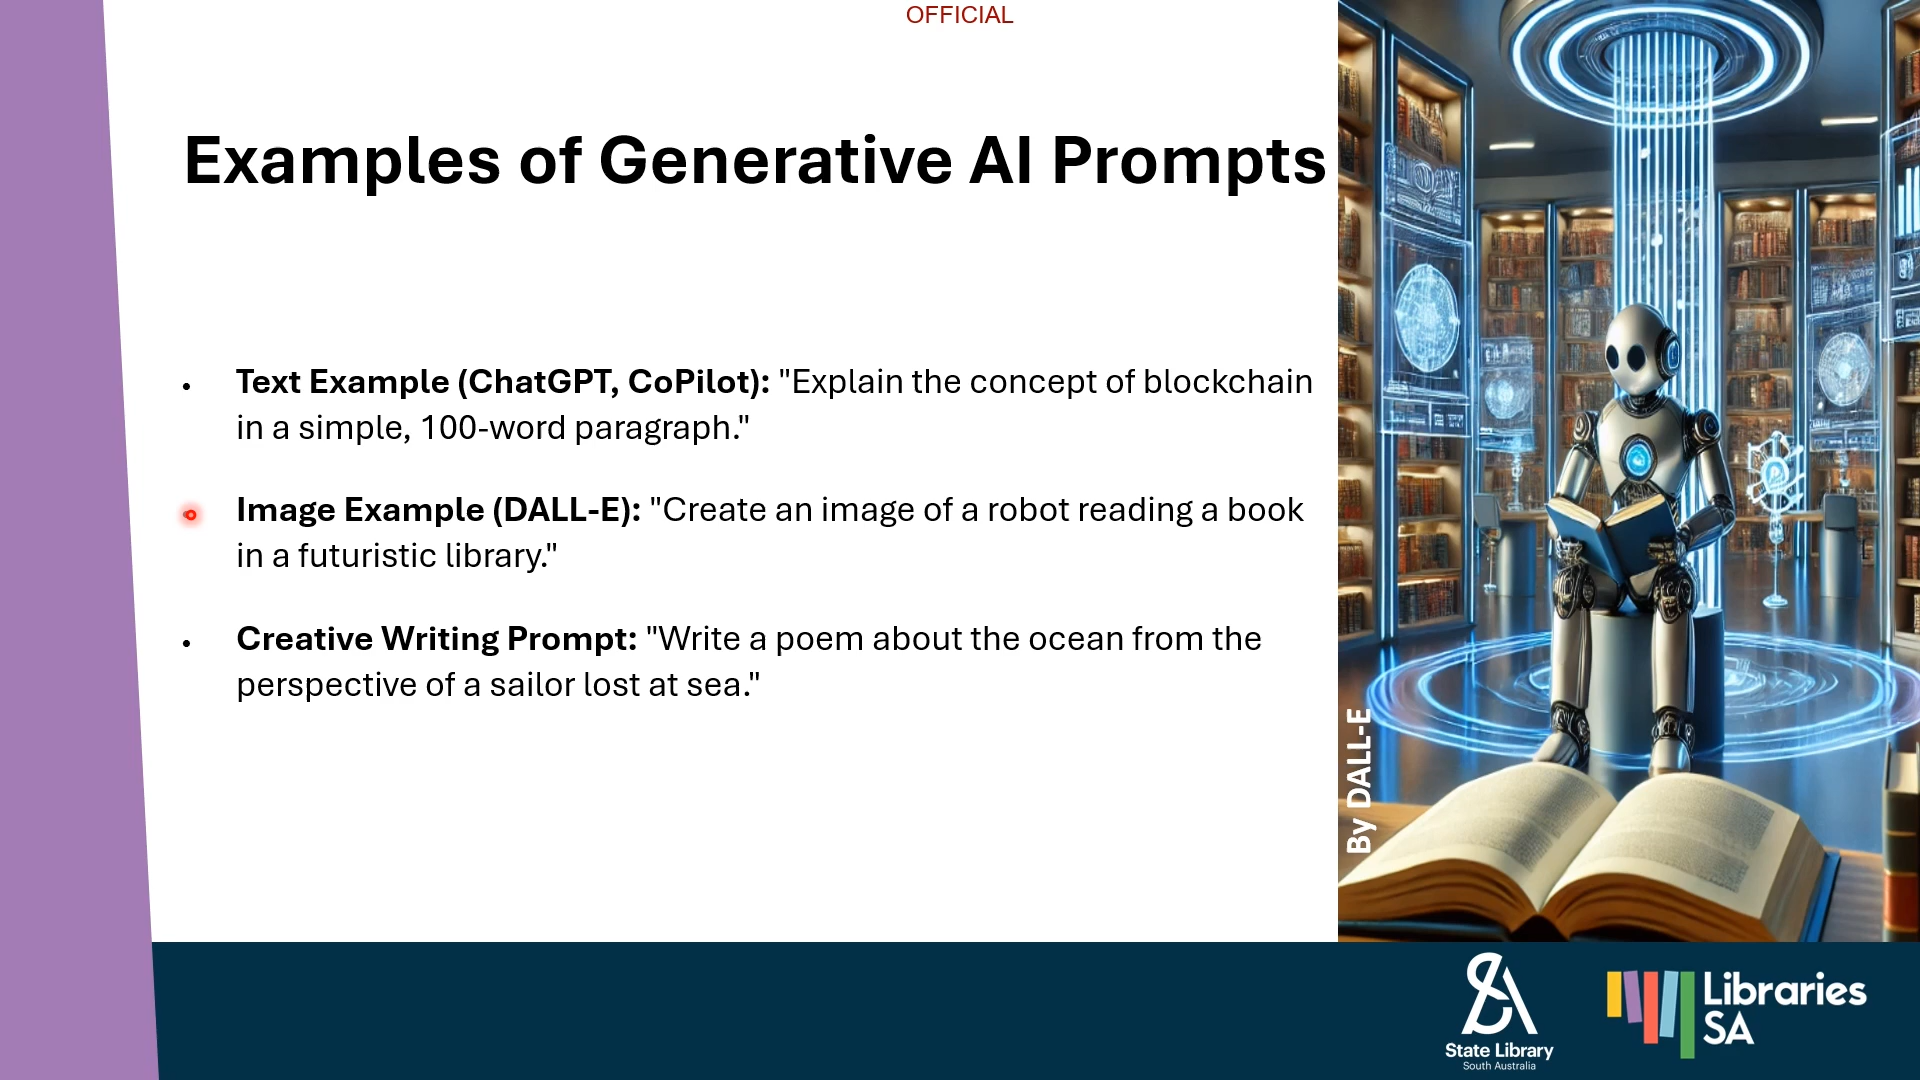 OFFICIAL
Examples of Generative AI Prompts
• Text Example (ChatGPT, CoPilot): "Explain the concept of blockchain
in a simple, 100-word paragraph."
Image Example (DALL-E): "Create an image of a robot reading a book
in a futuristic library."
• Creative Writing Prompt: "Write a poem about the ocean from the
perspective of a sailor lost at sea."
By DALL-E
State Library
South Australia
Libraries
SA